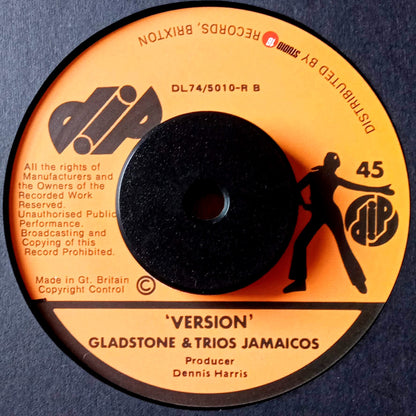 DISTRIBUTED BY STUDIO 16 RECORDS, BRIXTON
DL74/5010-R B
dip
All the rights of
Manufacturers and
the Owners of the
Recorded Work
Reserved.
Unauthorised Public
Performance.
Broadcasting and
Copying of this
Record Prohibited.
45
dip
Made in Gt. Britain
Copyright Control ©
'VERSION'
GLADSTONE & TRIOS JAMAICOS
Producer
Dennis Harris